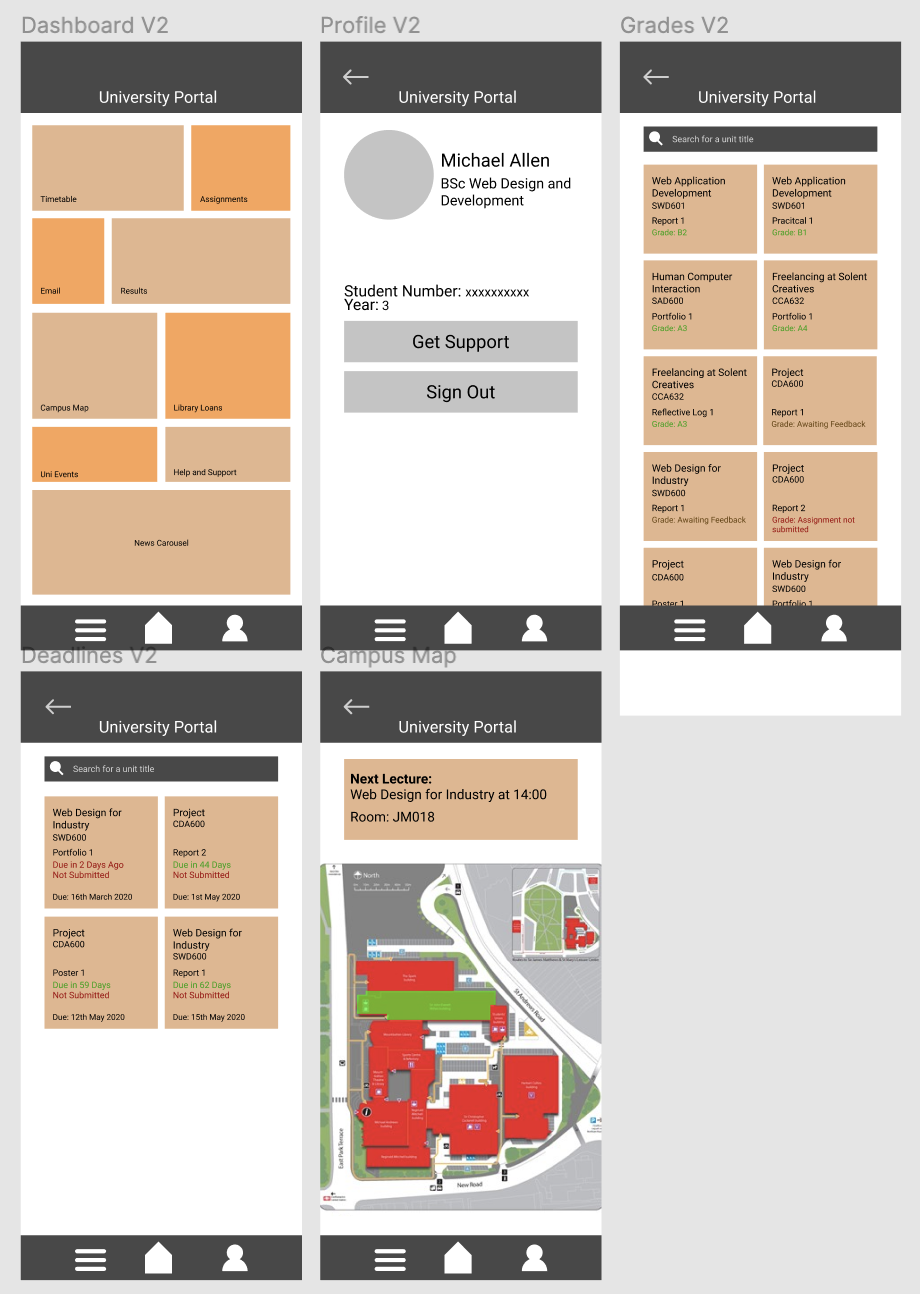 Dashboard V2
University Portal
Timetable
Assignments
Email
Results
Campus Map
Library Loans
Uni Events
Help and Support
News Carousel
Profile V2
University Portal
Michael Allen
BSc Web Design and
Development
Student Number: xxxxxxxxxx
Year: 3
Get Support
Sign Out
Grades V2
University Portal
Search for a unit title
Web Application
Development
SWD601
Report 1
Grade: B2
Web Application
Development
SWD601
Pracitcal 1
Grade: B1
Human Computer
Interaction
SAD600
Portfolio 1
Grade: A3
Freelancing at Solent
Creatives
CCA632
Portfolio 1
Grade: A4
Freelancing at Solent
Creatives
CCA632
Reflective Log 1
Grade: A3
Project
CDA600
Report 1
Grade: Awaiting Feedback
Web Design for
Industry
SWD600
Report 1
Grade: Awaiting Feedback
Project
CDA600
Report 2
Grade: Assignment not
submitted
Project
CDA600
Poster 1
Web Design for
Industry
SWD600
Portfolio 1
Deadlines V2
University Portal
Search for a unit title
Web Design for
Industry
SWD600
Portfolio 1
Due in 2 Days Ago
Not Submitted
Due: 16th March 2020
Project
CDA600
Report 2
Due in 44 Days
Not Submitted
Due: 1st May 2020
Project
CDA600
Poster 1
Due in 59 Days
Not Submitted
Due: 12th May 2020
Web Design for
Industry
SWD600
Report 1
Due in 62 Days
Not Submitted
Due: 15th May 2020
Campus Map
University Portal
Next Lecture:
Web Design for Industry at 14:00
Room: JM018
North
St Andrews Road
East Park Terrace
New Road